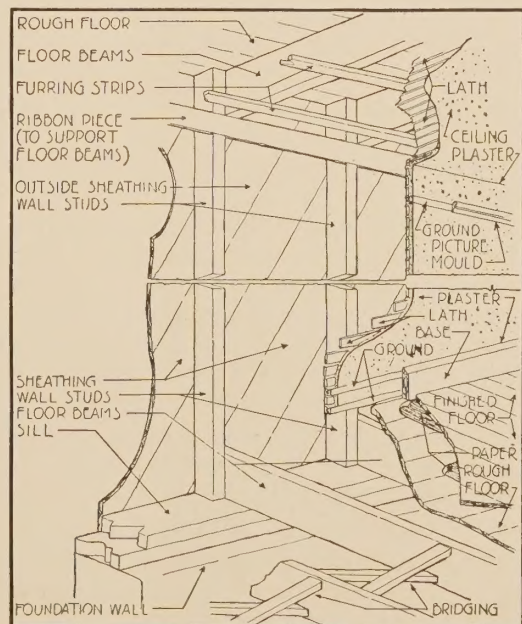 ROUGH FLOOR
FLOOR BEAMS
FURRING STRIPS
RIBBON PIECE
(TO SUPPORT
FLOOR BEAMS)
OUTSIDE SHEATHING
WALL STUDS
LATH
CEILING
PLASTER
GROUND
PICTURE
MOULD
PLASTER
LATH
BASE
GROUND
SHEATHING
WALL STUDS
FLOOR BEAMS
SILL
FINISHED
FLOOR
PAPER
ROUGH
FLOOR
FOUNDATION WALL
BRIDGING